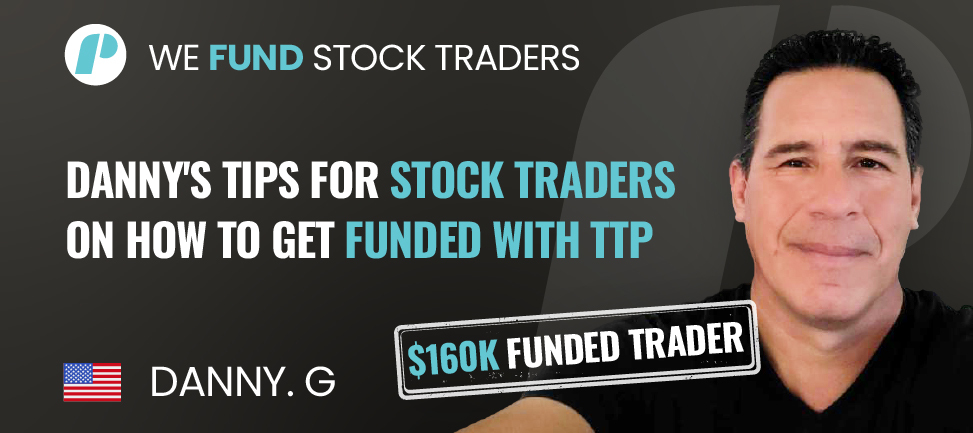 WE FUND STOCK TRADERS
DANNY'S TIPS FOR STOCK TRADERS
ON HOW TO GET FUNDED WITH TTP
$160K FUNDED TRADER
DANNY. G